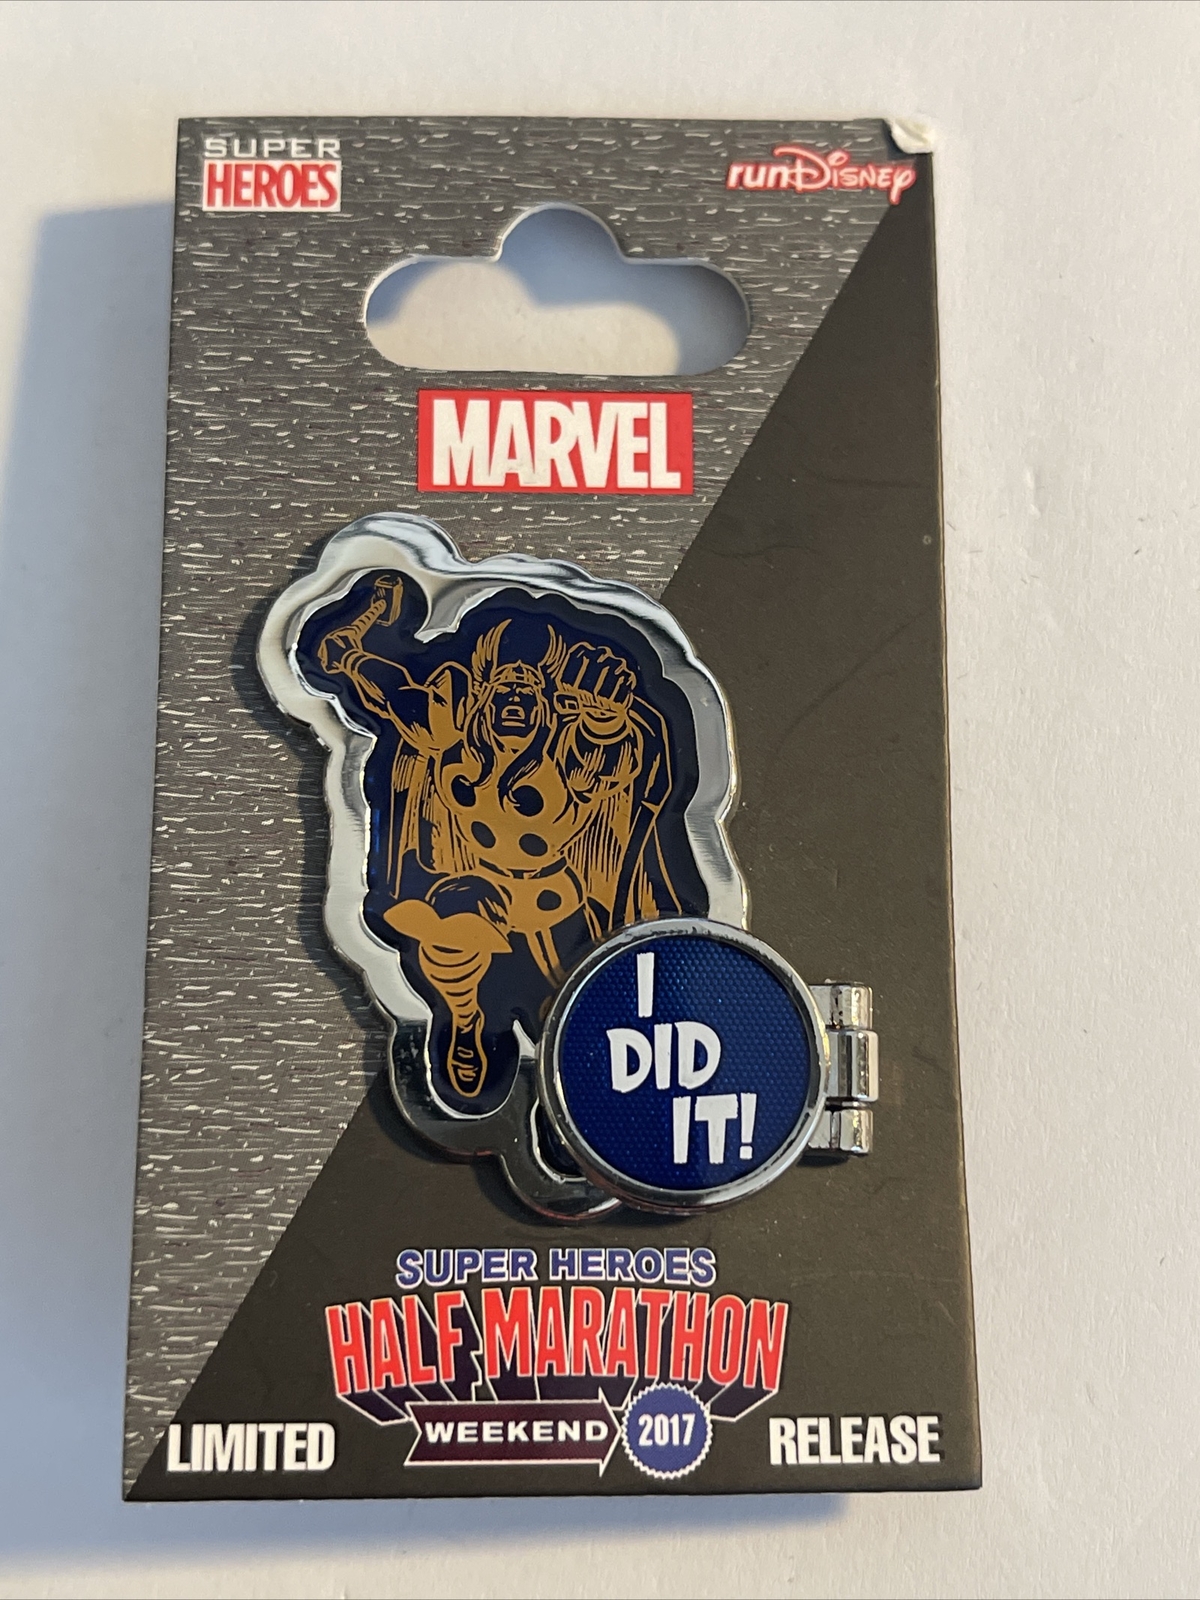 SUPER
HEROES
runDisney
MARVEL
I
DID
IT!
SUPER HEROES
HALF MARATHON
WEEKEND 2017
LIMITED RELEASE